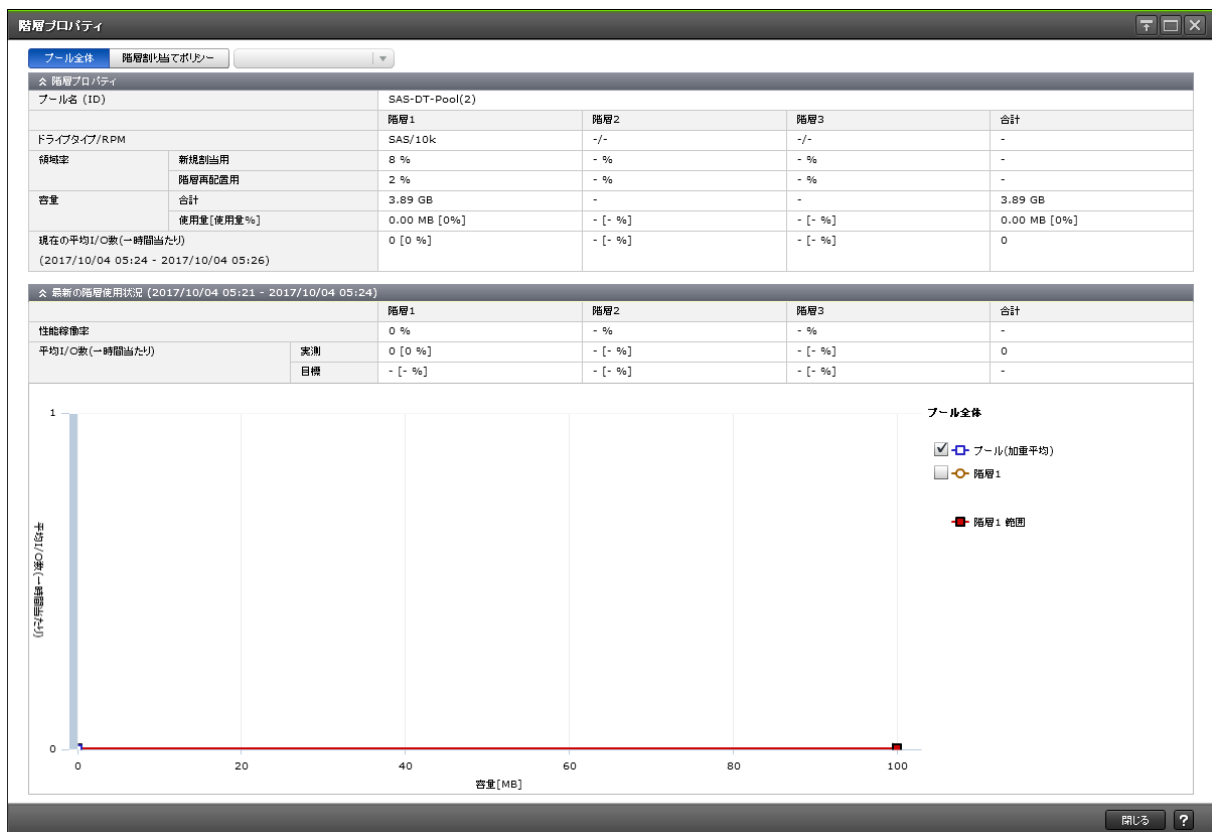 階層プロパティ
プール全体 階層割り当てポリシー
階層プロパティ
プール名 (ID) SAS-DT-Pool(2)
階層1 階層2 階層3 合計
ドライブタイプ/RPM SAS/10k -/- -/- -
領域率 新規割当用 8 % - % - % -
階層再配置用 2 % - % - % -
容量 合計 3.89 GB - - 3.89 GB
使用量[使用量%] 0.00 MB [0%] - [- %] - [- %] 0.00 MB [0%]
現在の平均I/O数(一時間当たり) 0 [0 %] - [- %] - [- %] 0
(2017/10/04 05:24 - 2017/10/04 05:26)
最新の階層使用状況 (2017/10/04 05:21 - 2017/10/04 05:24)
階層1 階層2 階層3 合計
性能稼働率 0 % - % - % -
平均I/O数(一時間当たり) 実測 0 [0 %] - [- %] - [- %] 0
目標 - [- %] - [- %] - [- %] -
プール全体
プール(加重平均)
階層1
階層1 範囲
平均I/O数(一時間当たり)
1
0
0 20 40 60 80 100
容量[MB]
閉じる ?